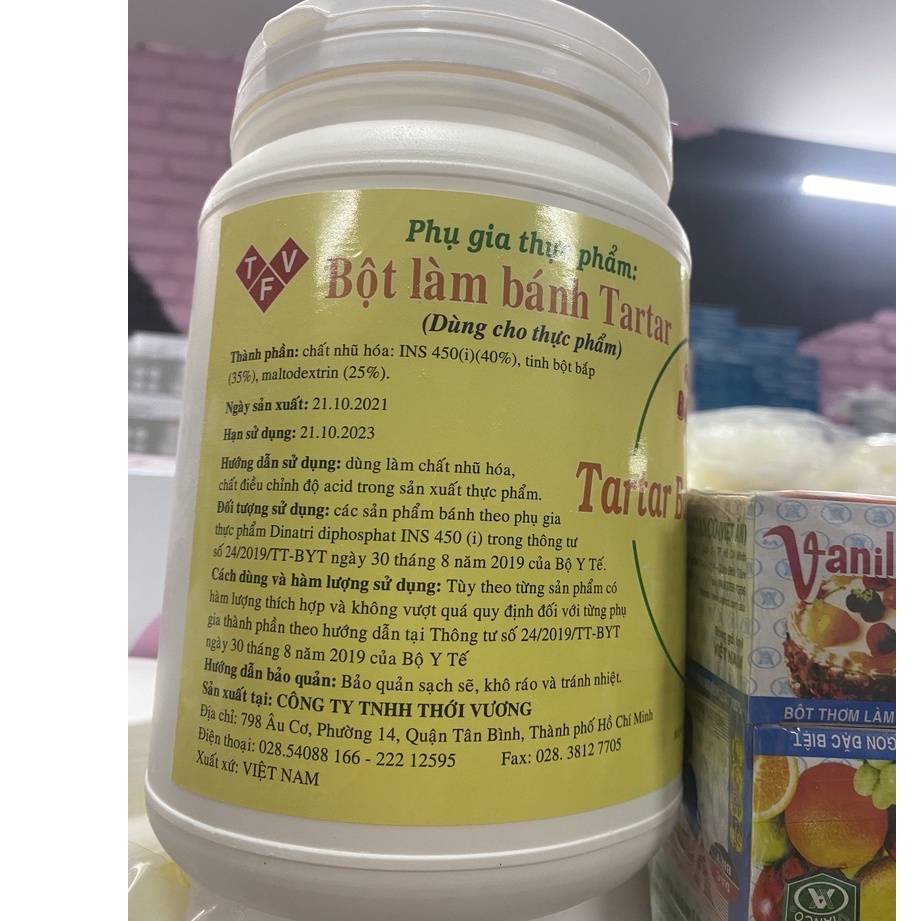 TFV
Phụ gia thực phẩm:
Bột làm bánh Tartar
(Dùng cho thực phẩm)
Thành phần: chất nhũ hóa: INS 450(i)(40%), tinh bột bắp
(35%), maltodextrin (25%).
Ngày sản xuất: 21.10.2021
Hạn sử dụng: 21.10.2023
Hướng dẫn sử dụng: dùng làm chất nhũ hóa,
chất điều chỉnh độ acid trong sản xuất thực phẩm.
Đối tượng sử dụng: các sản phẩm bánh theo phụ gia
thực phẩm Dinatri diphosphat INS 450 (i) trong thông tư
số 24/2019/TT-BYT ngày 30 tháng 8 năm 2019 của Bộ Y Tế.
Cách dùng và hàm lượng sử dụng: Tùy theo từng sản phẩm có
hàm lượng thích hợp và không vượt quá quy định đối với từng phụ
gia thành phần theo hướng dẫn tại Thông tư số 24/2019/TT-BYT
ngày 30 tháng 8 năm 2019 của Bộ Y Tế
Hướng dẫn bảo quản: Bảo quản sạch sẽ, khô ráo và tránh nhiệt.
Sản xuất tại: CÔNG TY TNHH THỚI VƯƠNG
Địa chỉ: 798 Âu Cơ, Phường 14, Quận Tân Bình, Thành phố Hồ Chí Minh
Điện thoại: 028.54088 166 - 222 12595 Fax: 028. 3812 7705
Xuất xứ: VIỆT NAM
Tartar
Vanil
VIỆT NAM
BỘT THƠM LÀM
GON ĐẶC BIỆT